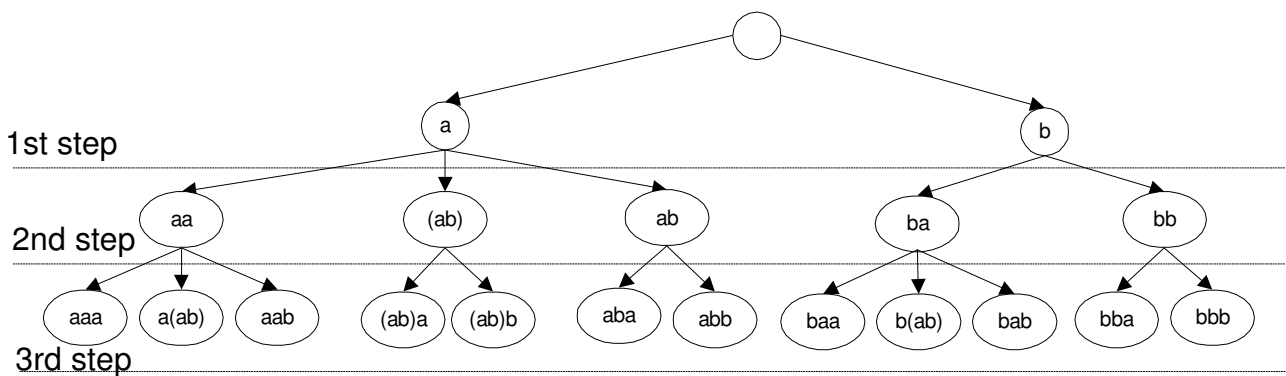 a b
1st step
aa (ab) ab ba bb
2nd step
aaa a(ab) aab (ab)a (ab)b aba abb baa b(ab) bab bba bbb
3rd step